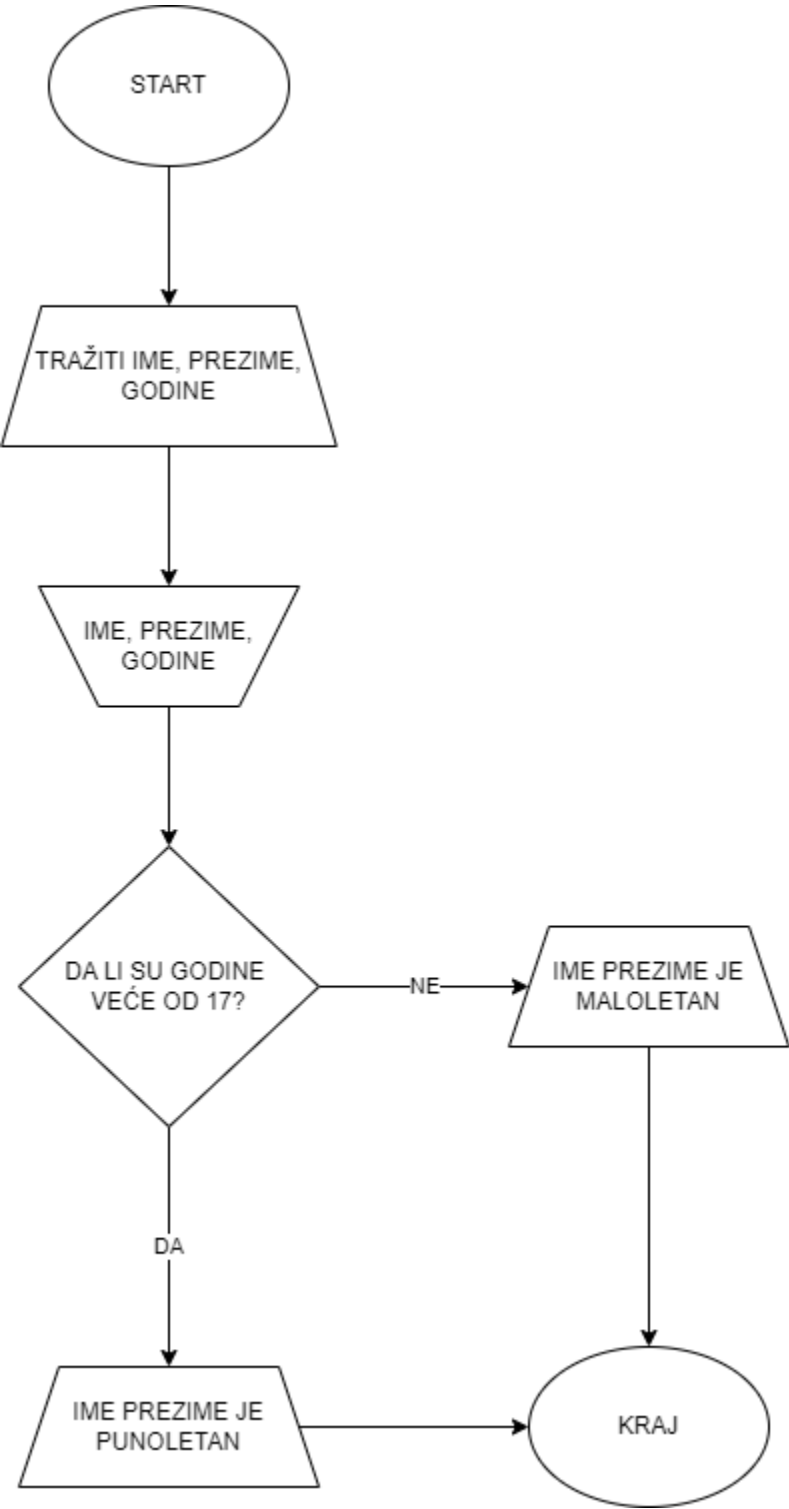 START
TRAŽITI IME, PREZIME,
GODINE
IME, PREZIME,
GODINE
DA LI SU GODINE
VEĆE OD 17?
NE
IME PREZIME JE
MALOLETAN
DA
IME PREZIME JE
PUNOLETAN
KRAJ